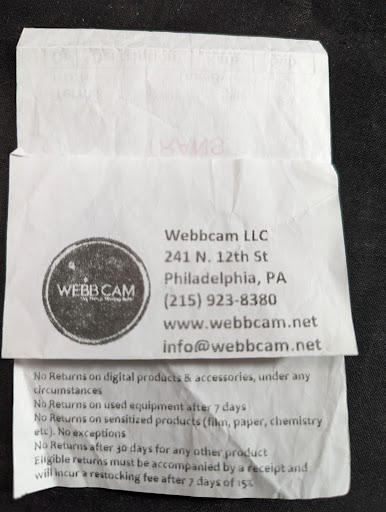 WEBB CAM
Webbcam LLC
241 N. 12th St
Philadelphia, PA
(215) 923-8380
www.webbcam.net
info@webbcam.net
No Returns on digital products & accessories, under any
circumstances
No Returns on used equipment after 7 days
No Returns on sensitized products (film, paper, chemistry
etc). No exceptions
No Returns after 30 days for any other product
Eligible returns must be accompanied by a receipt and
will incur a restocking fee after 7 days of 15%